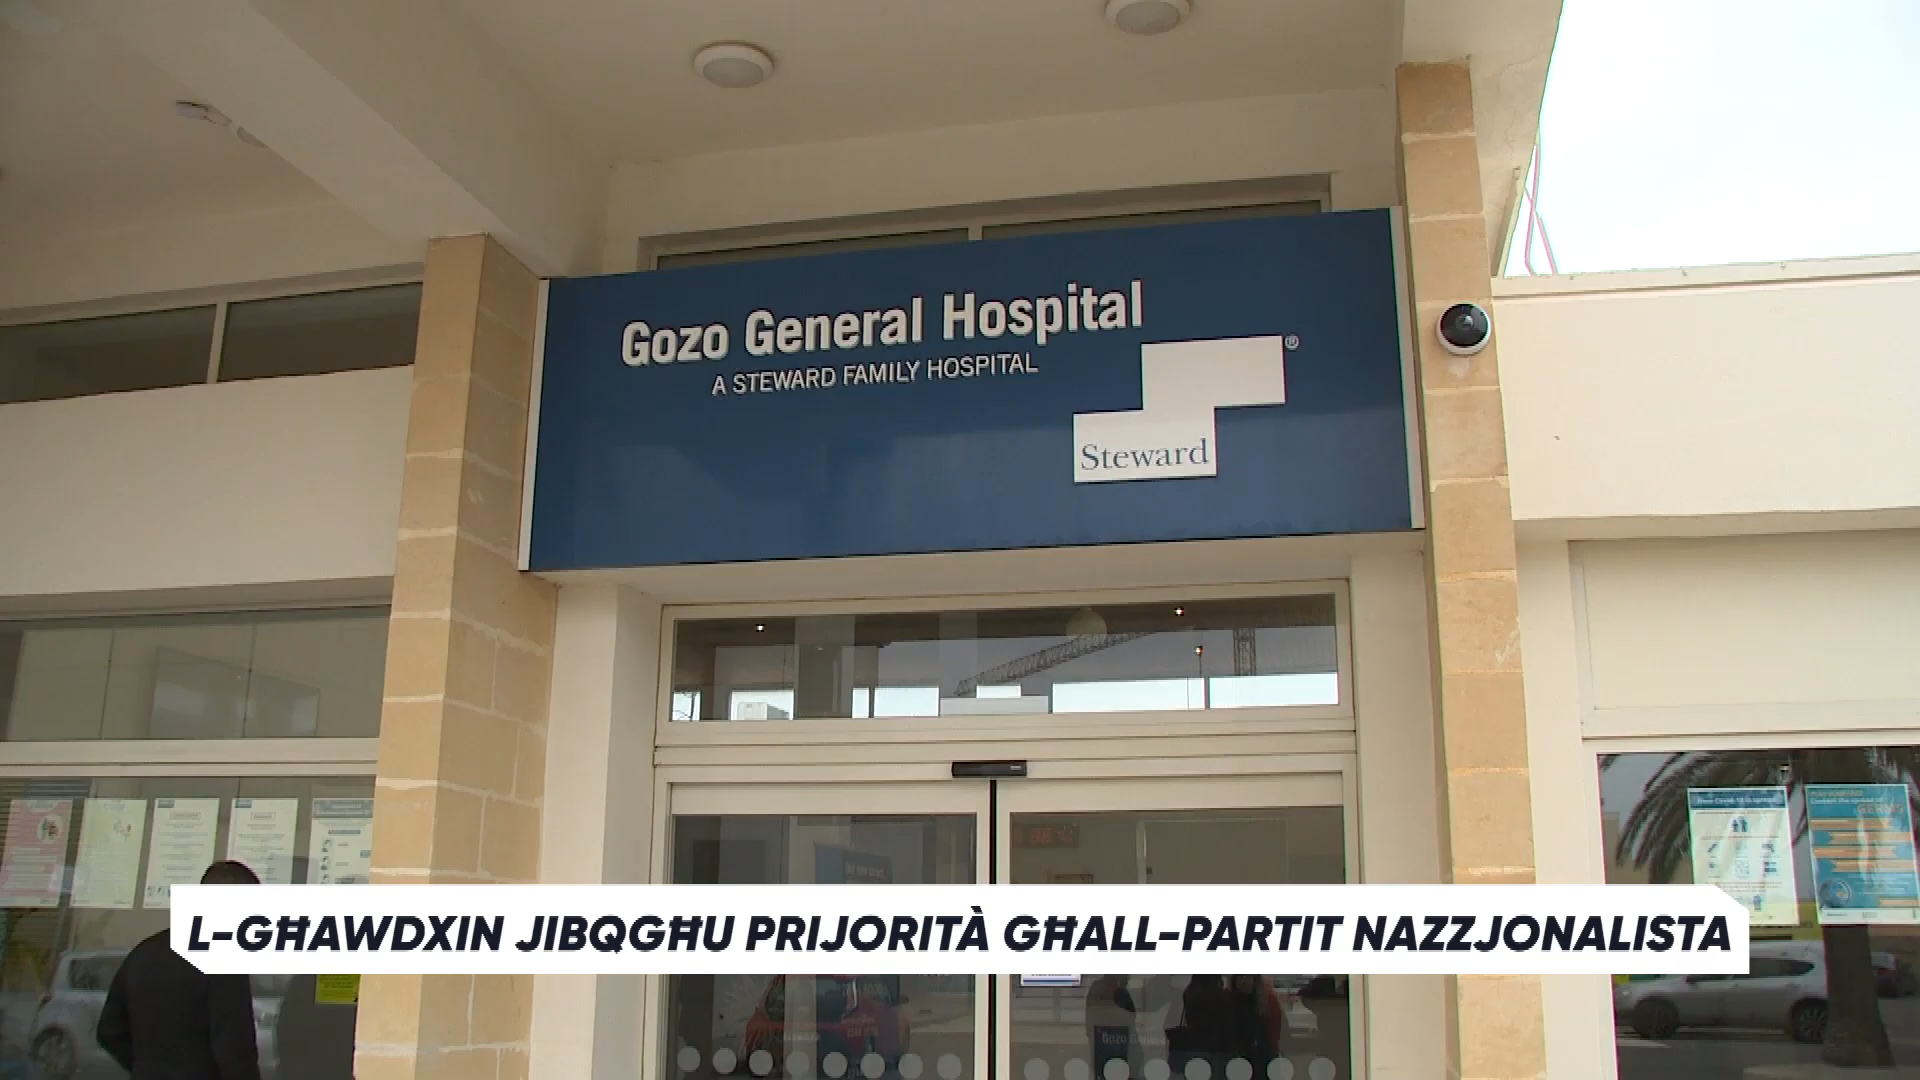 Gozo General Hospital
A STEWARD FAMILY HOSPITAL
®
Steward
L-GĦAWDXIN JIBQGĦU PRIJORITÀ GĦALL-PARTIT NAZZJONALISTA